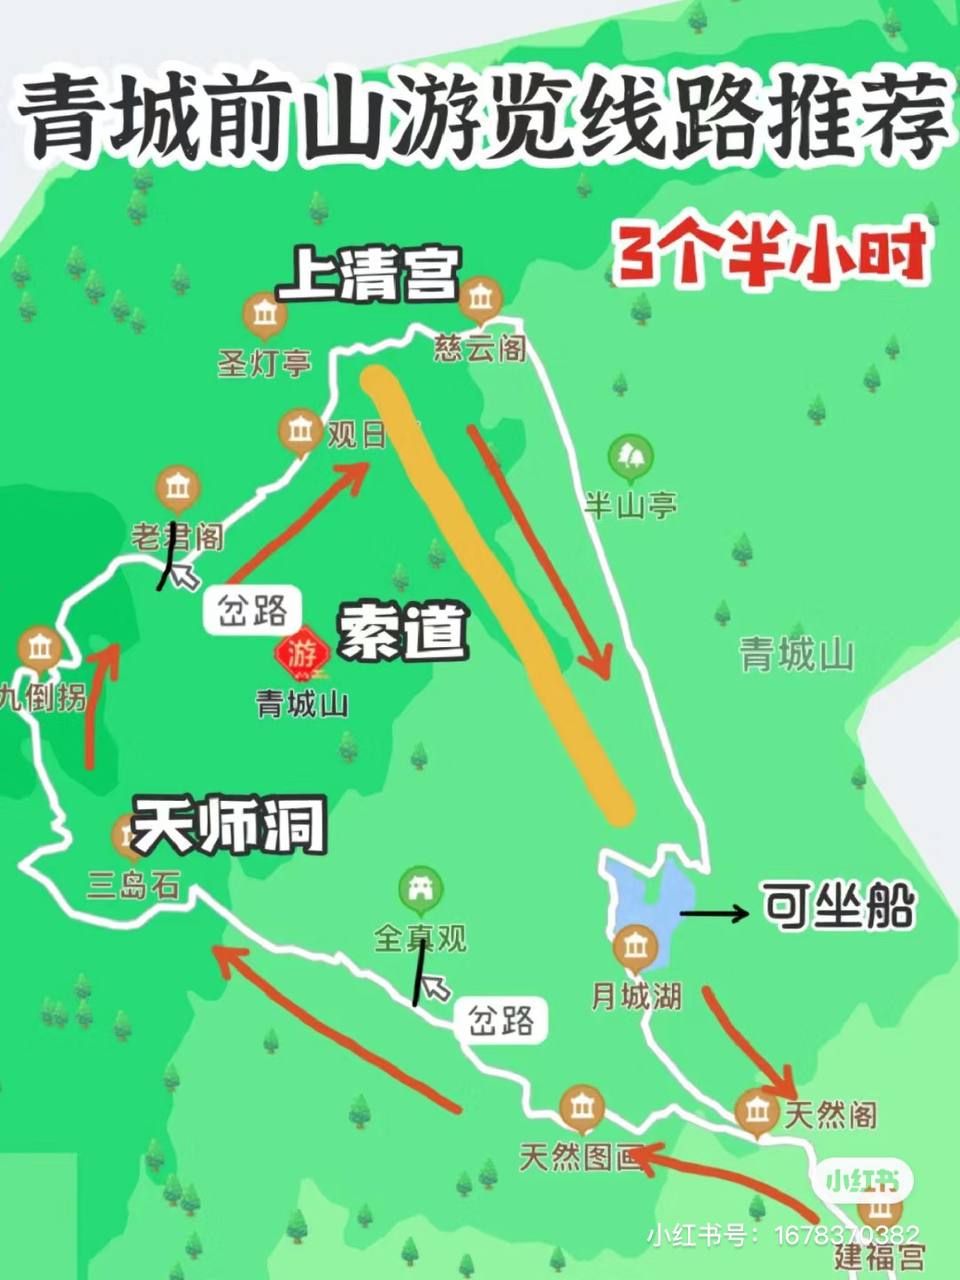 青城前山游览线路推荐
3个半小时
上清宫
圣灯亭
慈云阁
观日
半山亭
老君阁
岔路
索道
游
青城山
青城山
九倒拐
天师洞
三岛石
全真观
可坐船
月城湖
岔路
天然阁
天然图画
小红书
小红书号：1678370382
建福宫